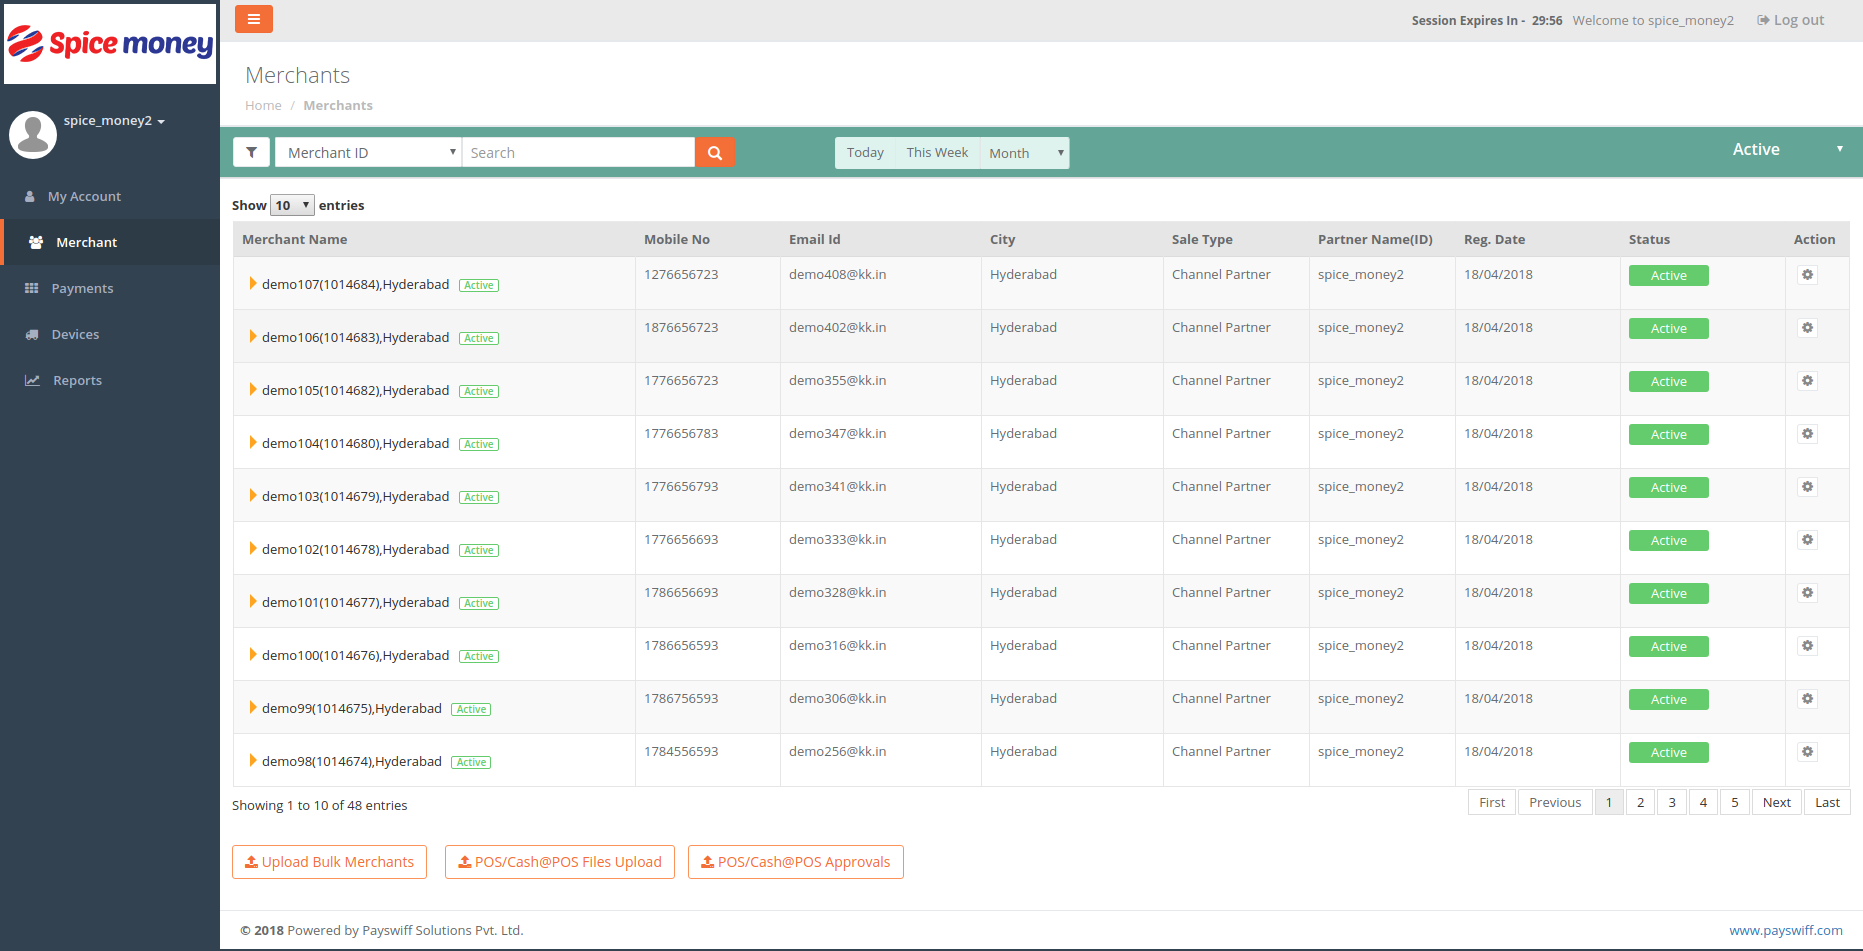 Spice money
Session Expires In - 29:56 Welcome to spice_money2 Log out
spice_money2
My Account
Merchant
Payments
Devices
Reports
Merchants
Home / Merchants
Merchant ID Search Today This Week Month Active
Show 10 entries
Merchant Name Mobile No Email Id City Sale Type Partner Name(ID) Reg. Date Status Action
demo107(1014684),Hyderabad Active 1276656723 demo408@kk.in Hyderabad Channel Partner spice_money2 18/04/2018 Active
demo106(1014683),Hyderabad Active 1876656723 demo402@kk.in Hyderabad Channel Partner spice_money2 18/04/2018 Active
demo105(1014682),Hyderabad Active 1776656723 demo355@kk.in Hyderabad Channel Partner spice_money2 18/04/2018 Active
demo104(1014680),Hyderabad Active 1776656783 demo347@kk.in Hyderabad Channel Partner spice_money2 18/04/2018 Active
demo103(1014679),Hyderabad Active 1776656793 demo341@kk.in Hyderabad Channel Partner spice_money2 18/04/2018 Active
demo102(1014678),Hyderabad Active 1776656693 demo333@kk.in Hyderabad Channel Partner spice_money2 18/04/2018 Active
demo101(1014677),Hyderabad Active 1786656693 demo328@kk.in Hyderabad Channel Partner spice_money2 18/04/2018 Active
demo100(1014676),Hyderabad Active 1786656593 demo316@kk.in Hyderabad Channel Partner spice_money2 18/04/2018 Active
demo99(1014675),Hyderabad Active 1786756593 demo306@kk.in Hyderabad Channel Partner spice_money2 18/04/2018 Active
demo98(1014674),Hyderabad Active 1784556593 demo256@kk.in Hyderabad Channel Partner spice_money2 18/04/2018 Active
Showing 1 to 10 of 48 entries First Previous 1 2 3 4 5 Next Last
Upload Bulk Merchants POS/Cash@POS Files Upload POS/Cash@POS Approvals
© 2018 Powered by Payswiff Solutions Pvt. Ltd. www.payswiff.com